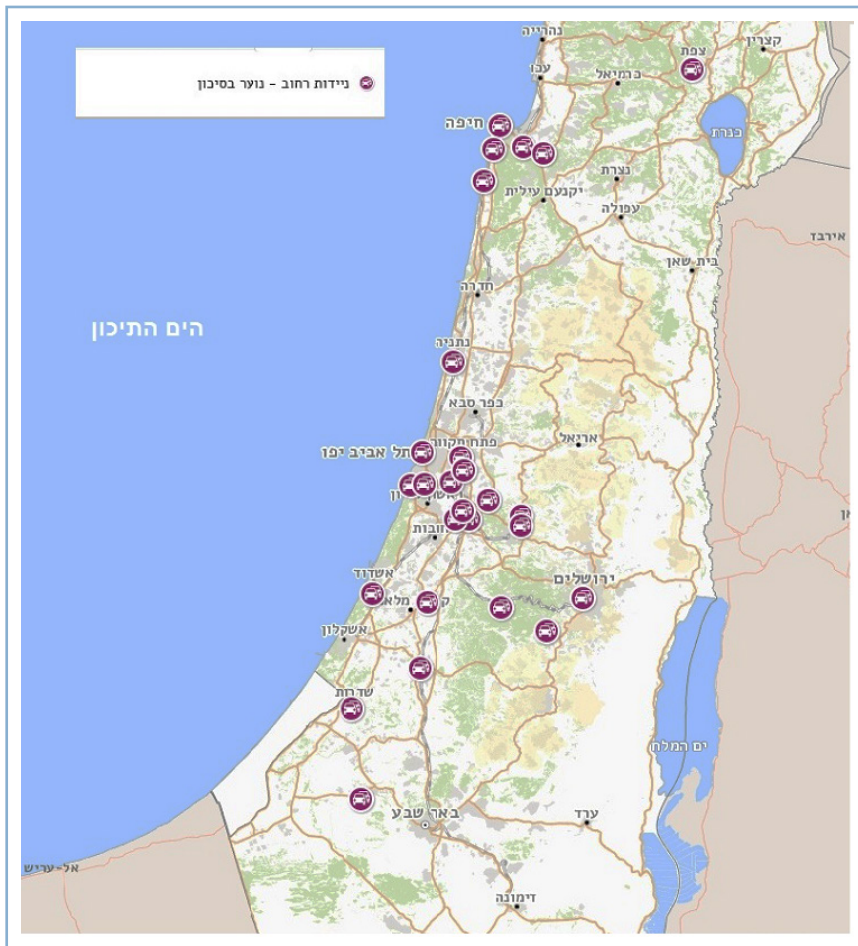 נהרייה
קצרין
צפת
עכו
כרמיאל
ניידות רחוב - נוער בסיכון
חיפה
כנרת
נצרת
יקנעם עילית
עפולה
אירבד
בית שאן
חדרה
הים התיכון
נתניה
כפר סבא
אריאל
פתח תקווה
תל אביב יפו
אשדוד
ירושלים
אשקלון
שדרות
ים המלח
באר שבע
ערד
אל-עריש
דימונה